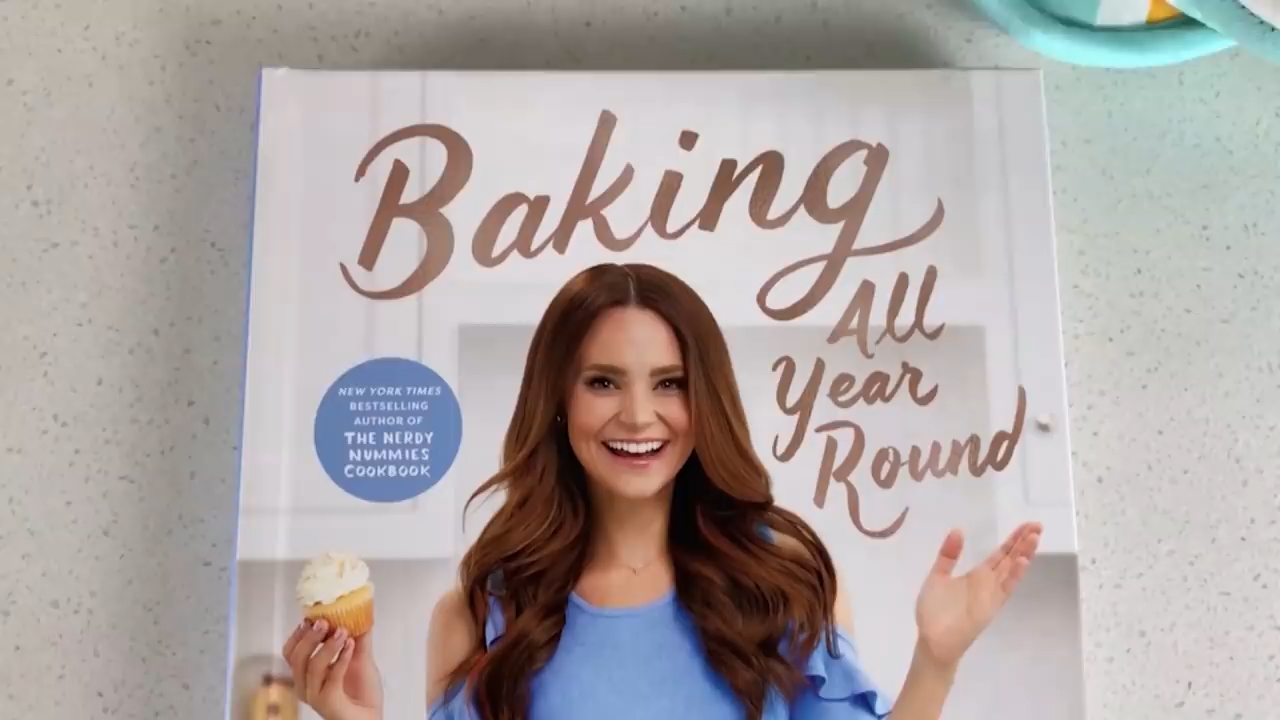 Baking
All
Year
Round
NEW YORK TIMES
BESTSELLING
AUTHOR OF
THE NERDY
NUMMIES
COOKBOOK